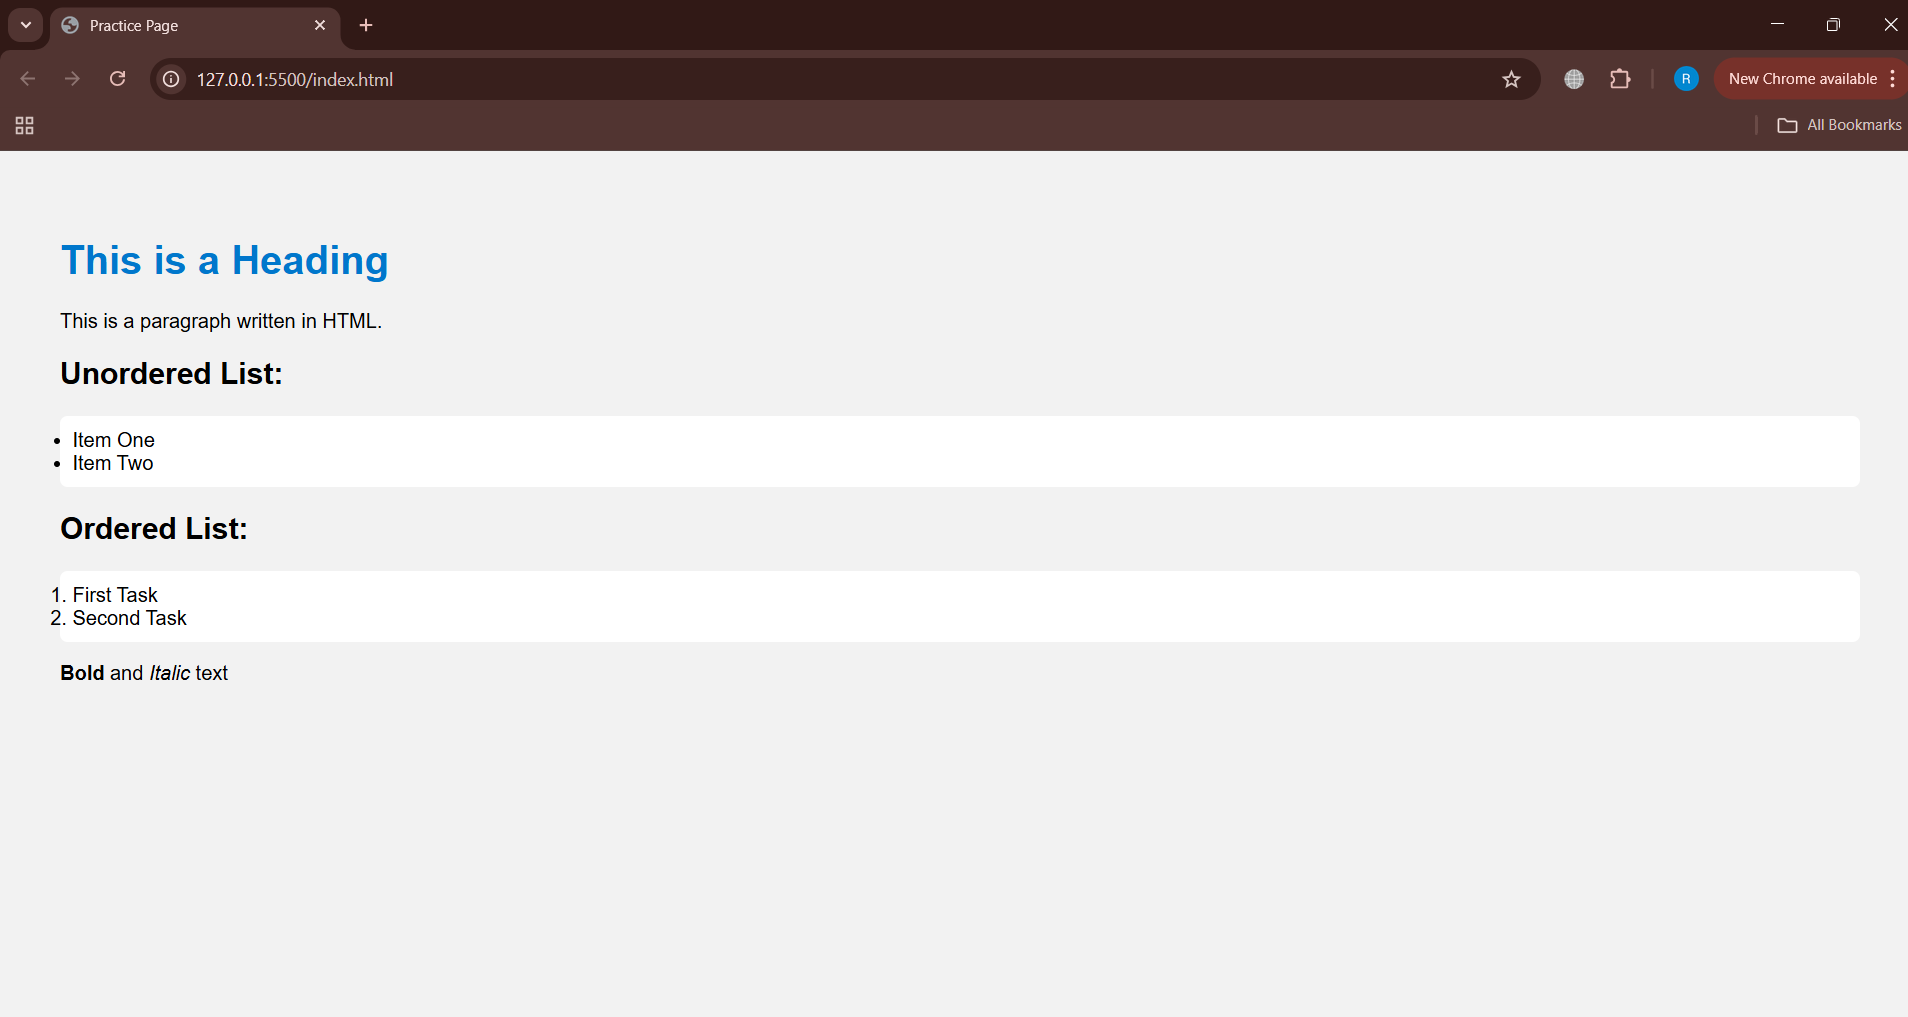 Practice Page
127.0.0.1:5500/index.html
R
New Chrome available
All Bookmarks
This is a Heading
This is a paragraph written in HTML.
Unordered List:
• Item One
• Item Two
Ordered List:
1. First Task
2. Second Task
Bold and Italic text